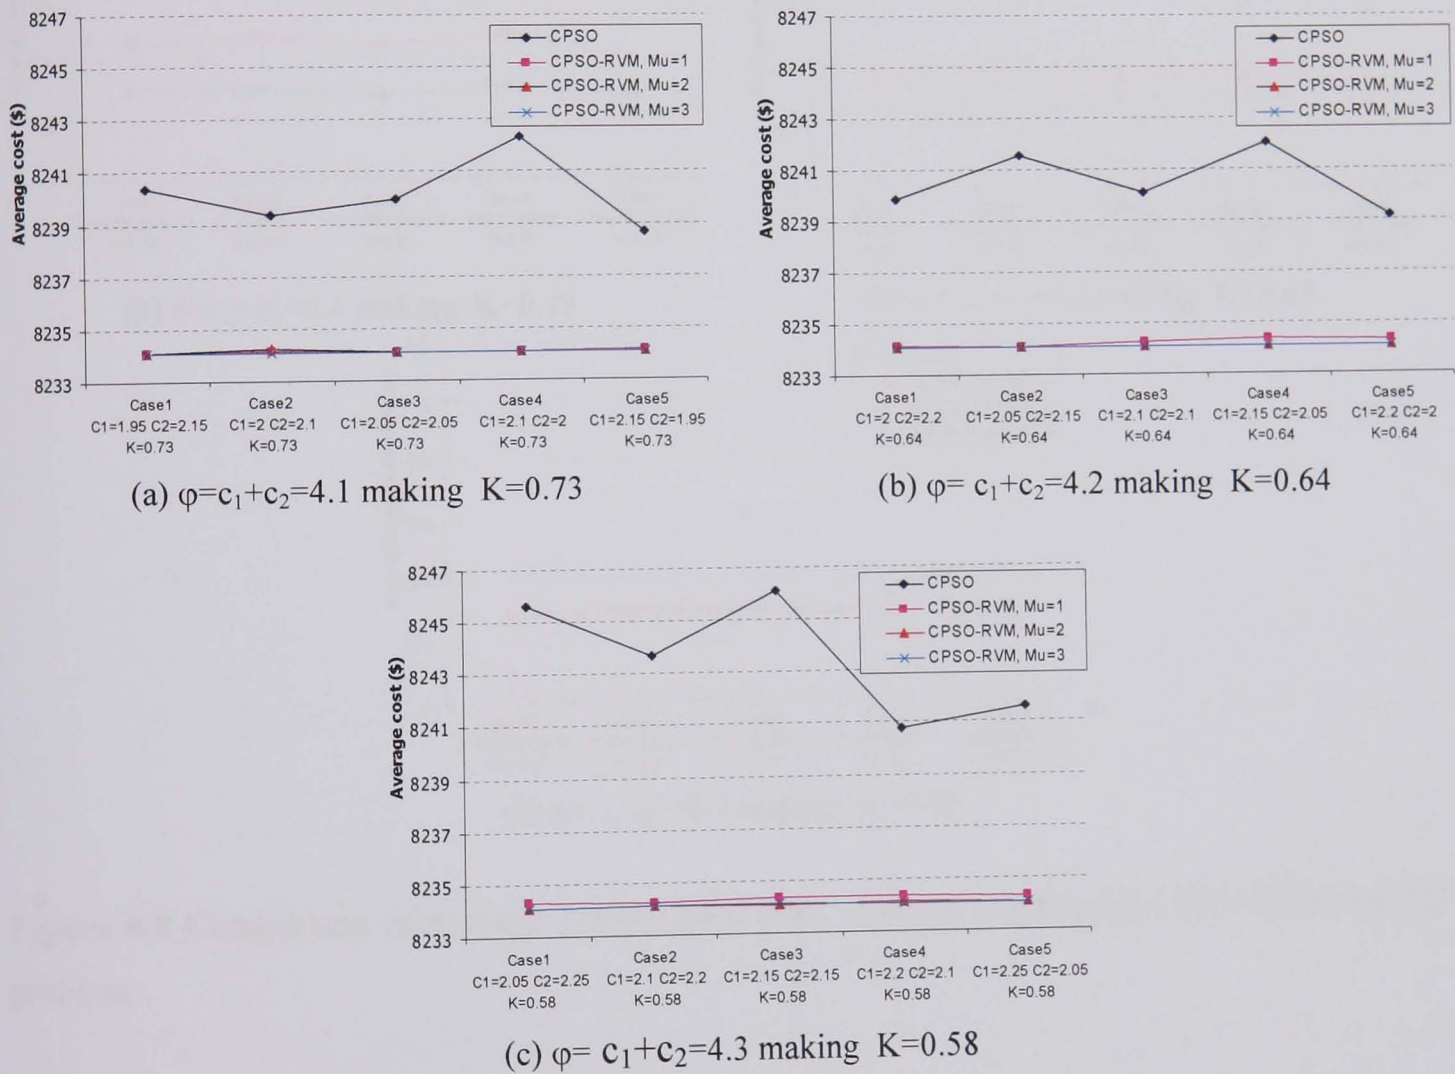 8247
8245
8243
8241
8239
8237
8235
8233
Average cost ($)
CPSO
CPSO-RVM, Mu=1
CPSO-RVM, Mu=2
CPSO-RVM, Mu=3
Case1 Case2 Case3 Case4 Case5
C1=1.95 C2=2.15 C1=2 C2=2.1 C1=2.05 C2=2.05 C1=2.1 C2=2 C1=2.15 C2=1.95
K=0.73 K=0.73 K=0.73 K=0.73 K=0.73
(a) φ=c₁+c₂=4.1 making K=0.73
8247
8245
8243
8241
8239
8237
8235
8233
Average cost ($)
CPSO
CPSO-RVM, Mu=1
CPSO-RVM, Mu=2
CPSO-RVM, Mu=3
Case1 Case2 Case3 Case4 Case5
C1=2 C2=2.2 C1=2.05 C2=2.15 C1=2.1 C2=2.1 C1=2.15 C2=2.05 C1=2.2 C2=2
K=0.64 K=0.64 K=0.64 K=0.64 K=0.64
(b) φ= c₁+c₂=4.2 making K=0.64
8247
8245
8243
8241
8239
8237
8235
8233
Average cost ($)
CPSO
CPSO-RVM, Mu=1
CPSO-RVM, Mu=2
CPSO-RVM, Mu=3
Case1 Case2 Case3 Case4 Case5
C1=2.05 C2=2.25 C1=2.1 C2=2.2 C1=2.15 C2=2.15 C1=2.2 C2=2.1 C1=2.25 C2=2.05
K=0.58 K=0.58 K=0.58 K=0.58 K=0.58
(c) φ= c₁+c₂=4.3 making K=0.58